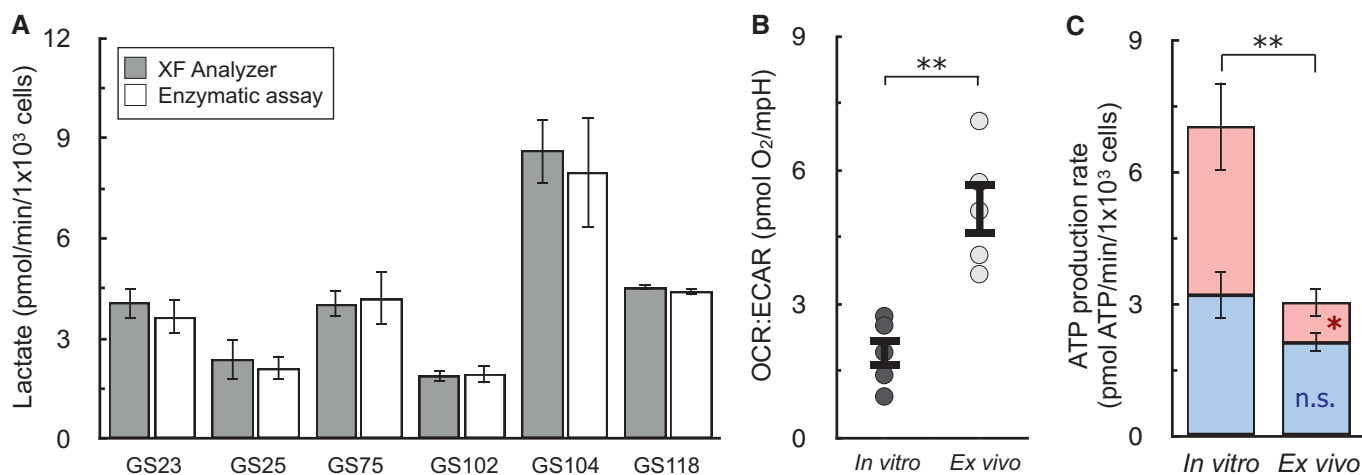 A
Lactate (pmol/min/1x10³ cells)
12
9
6
3
0
XF Analyzer
Enzymatic assay
GS23 GS25 GS75 GS102 GS104 GS118
B
OCR:ECAR (pmol O₂/mpH)
9
6
3
0
**
In vitro Ex vivo
C
ATP production rate
(pmol ATP/min/1x10³ cells)
9
6
3
0
**
*
n.s.
In vitro Ex vivo